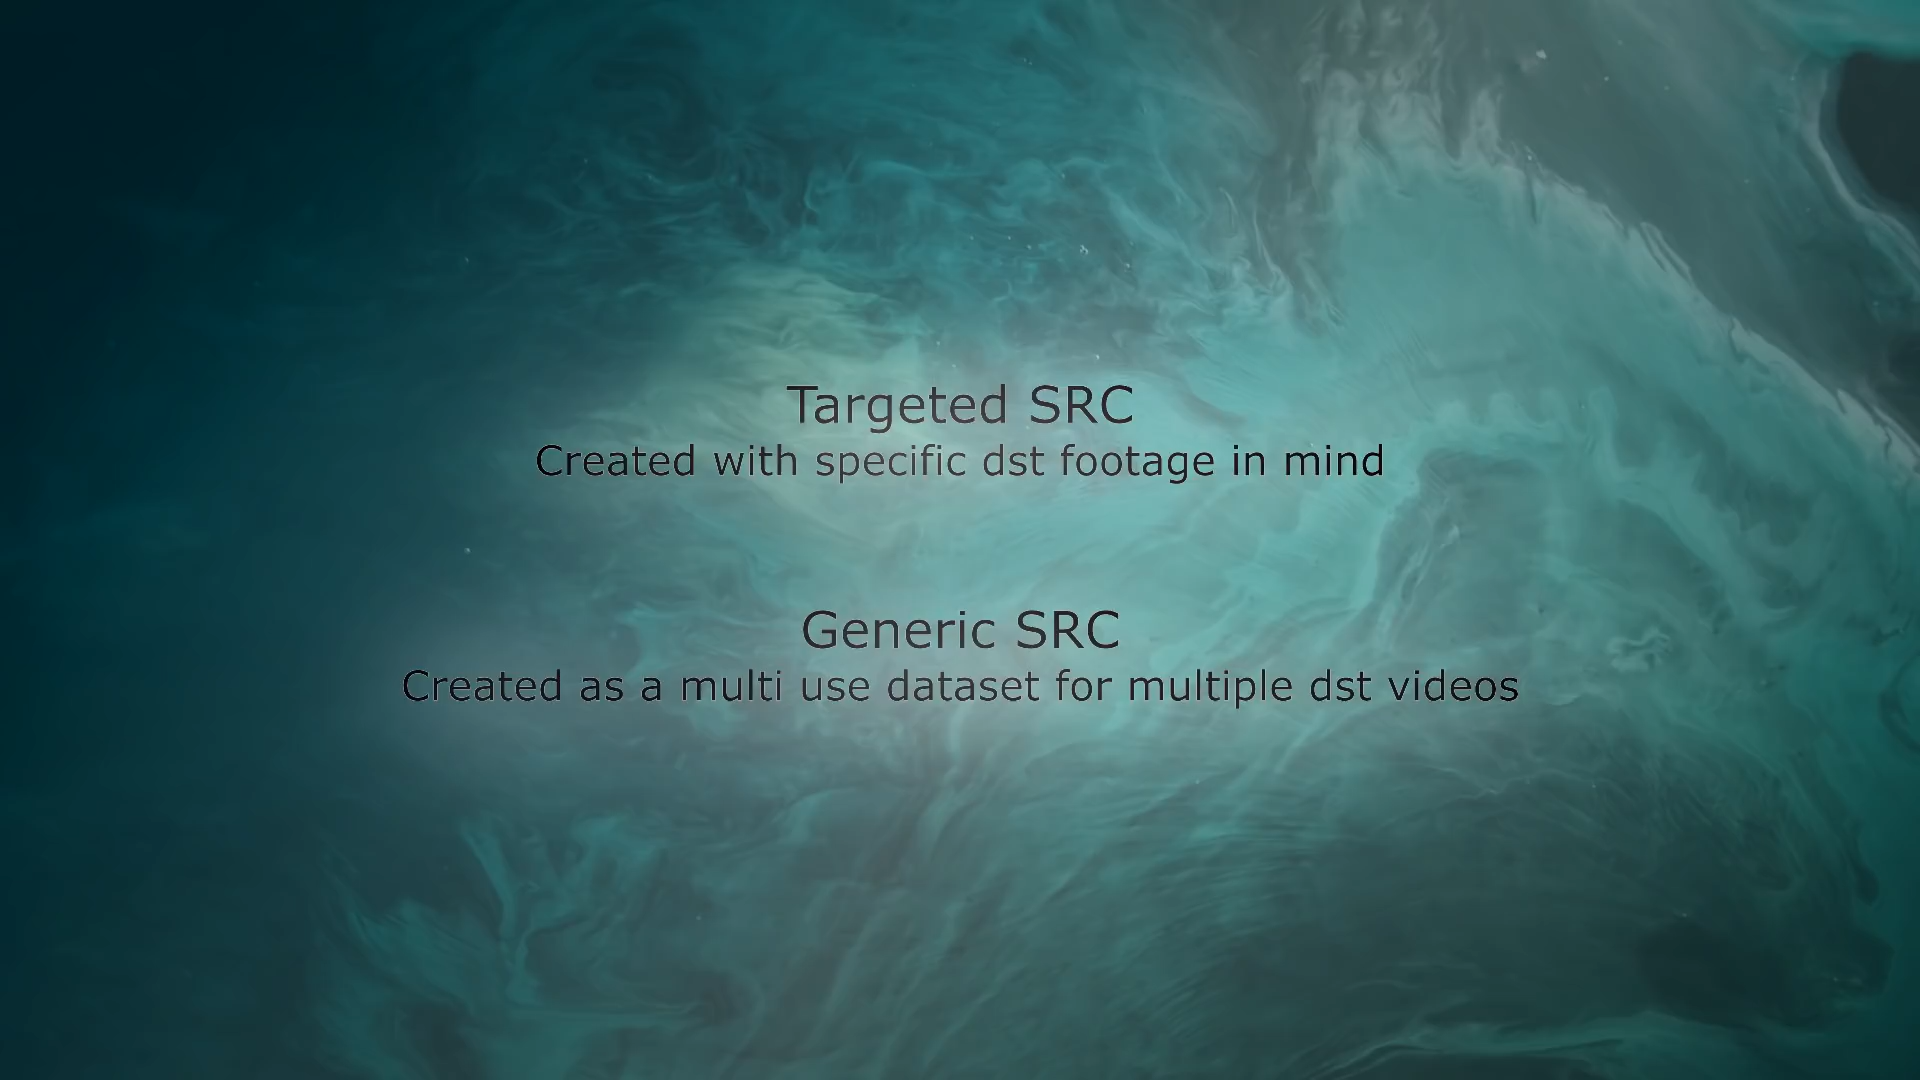 Targeted SRC
Created with specific dst footage in mind
Generic SRC
Created as a multi use dataset for multiple dst videos